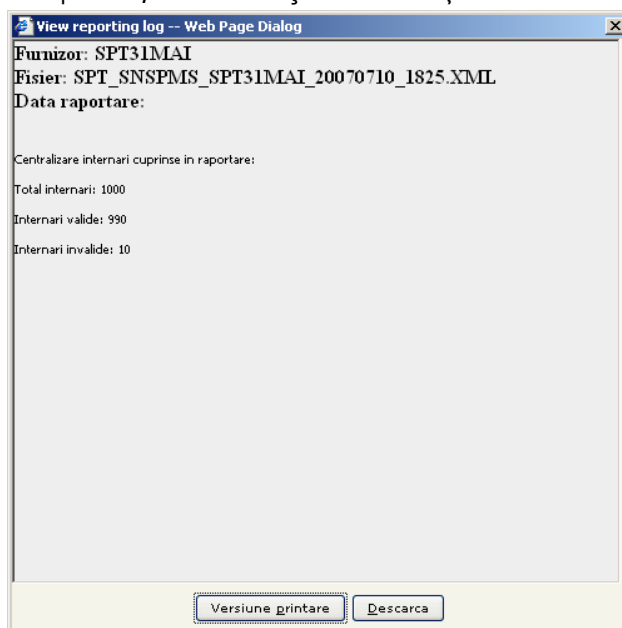 View reporting log -- Web Page Dialog
Furnizor: SPT31MAI
Fisier: SPT_SNSPMS_SPT31MAI_20070710_1825.XML
Data raportare:
Centralizare internari cuprinse in raportare:
Total internari: 1000
Internari valide: 990
Internari invalide: 10
Versiune printare
Descarca